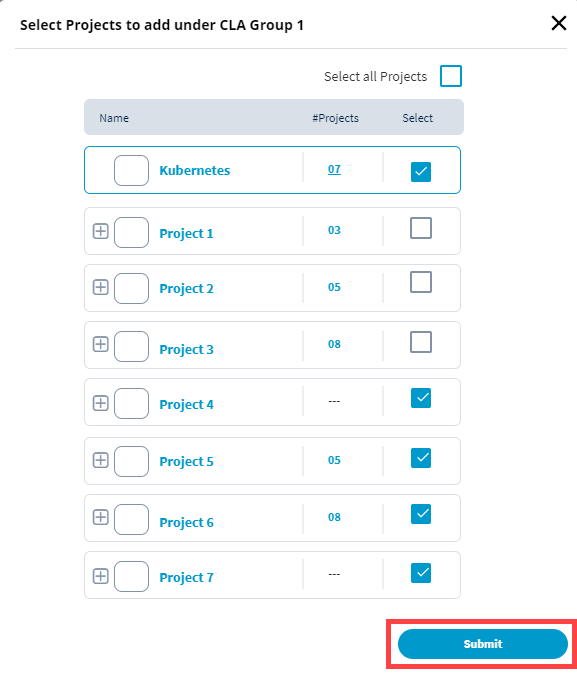 Select Projects to add under CLA Group 1
Select all Projects
Name #Projects Select
Kubernetes 07
Project 1 03
Project 2 05
Project 3 08
Project 4 ---
Project 5 05
Project 6 08
Project 7 ---
Submit